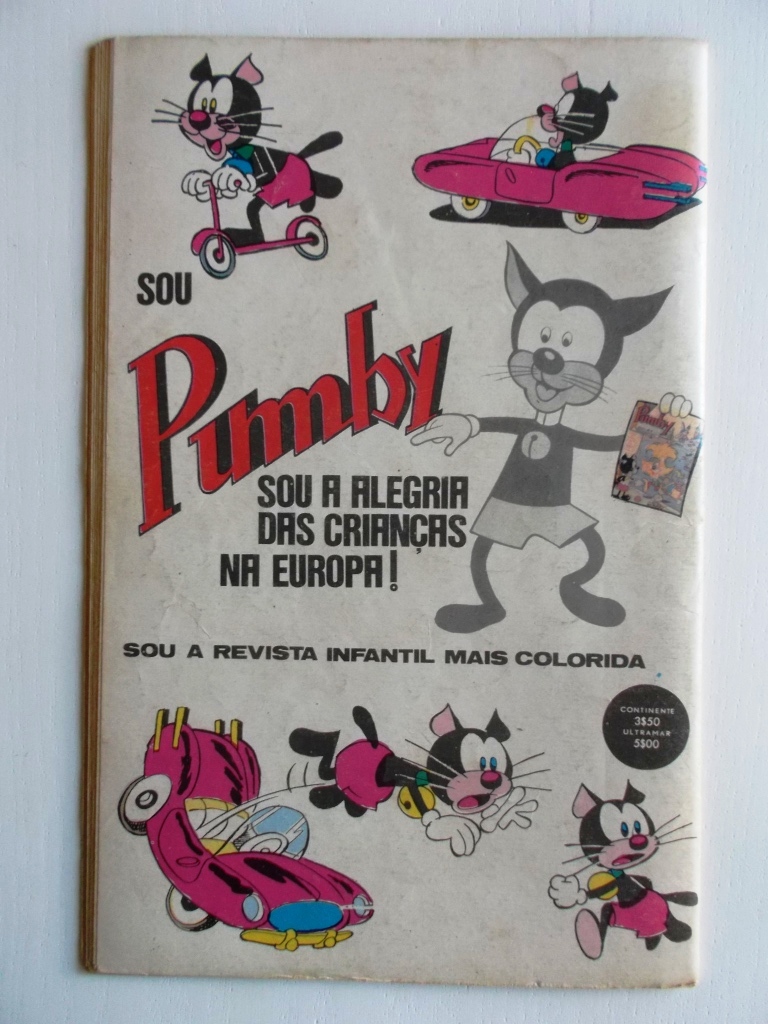 SOU
Pumby
SOU A ALEGRIA
DAS CRIANÇAS
NA EUROPA!
Pumby
SOU A REVISTA INFANTIL MAIS COLORIDA
CONTINENTE
3$50
ULTRAMAR
5$00